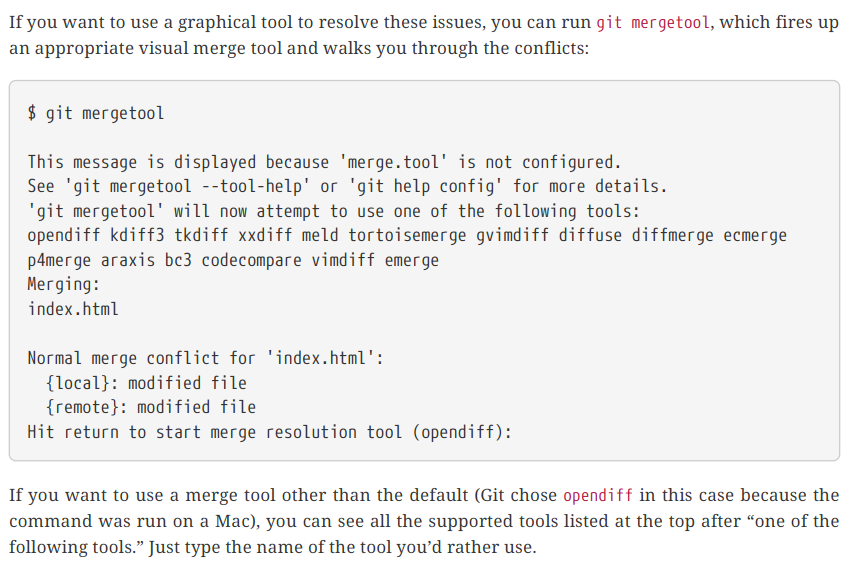 If you want to use a graphical tool to resolve these issues, you can run git mergetool, which fires up
an appropriate visual merge tool and walks you through the conflicts:
$ git mergetool
This message is displayed because 'merge.tool' is not configured.
See 'git mergetool --tool-help' or 'git help config' for more details.
'git mergetool' will now attempt to use one of the following tools:
opendiff kdiff3 tkdiff xxdiff meld tortoisemerge gvimdiff diffuse diffmerge ecmerge
p4merge araxis bc3 codecompare vimdiff emerge
Merging:
index.html
Normal merge conflict for 'index.html':
  {local}: modified file
  {remote}: modified file
Hit return to start merge resolution tool (opendiff):
If you want to use a merge tool other than the default (Git chose opendiff in this case because the
command was run on a Mac), you can see all the supported tools listed at the top after “one of the
following tools.” Just type the name of the tool you’d rather use.